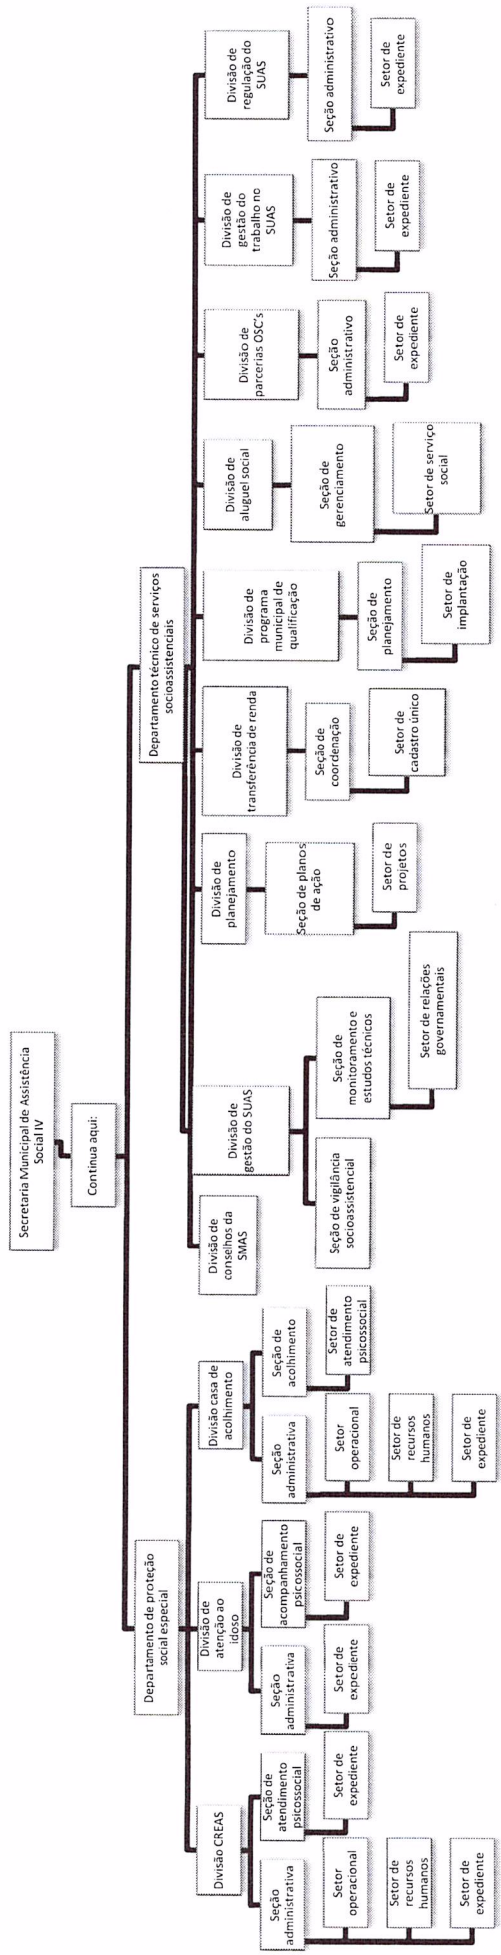 Secretaria Municipal de Assistência
Social IV
Continua aqui:
Departamento de proteção
social especial
Departamento técnico de serviços
socioassistenciais
Divisão CREAS
Seção
administrativa
Setor
operacional
Setor de
recursos
humanos
Setor de
expediente
Seção de
atendimento
psicossocial
Setor de
expediente
Divisão de
atenção ao
idoso
Seção
administrativa
Setor de
expediente
Seção de
acompanhamento
psicossocial
Setor de
expediente
Divisão casa de
acolhimento
Seção
administrativa
Setor
operacional
Setor de
recursos
humanos
Setor de
expediente
Seção de
acolhimento
Setor de
atendimento
psicossocial
Divisão de
conselhos da
SMAS
Divisão de
gestão do SUAS
Seção de vigilância
socioassistencial
Seção de
monitoramento e
estudos técnicos
Setor de relações
governamentais
Divisão de
planejamento
Seção de planos
de ação
Setor de
projetos
Divisão de
transferência de renda
Seção de
coordenação
Setor de
cadastro único
Divisão de
programa
municipal de
qualificação
Seção de
planejamento
Setor de
implantação
Divisão de
aluguel social
Seção de
gerenciamento
Setor de serviço
social
Divisão de
parcerias OSC's
Seção
administrativo
Setor de
expediente
Divisão de
gestão do
trabalho no
SUAS
Seção administrativo
Setor de
expediente
Divisão de
regulação do
SUAS
Seção administrativo
Setor de
expediente